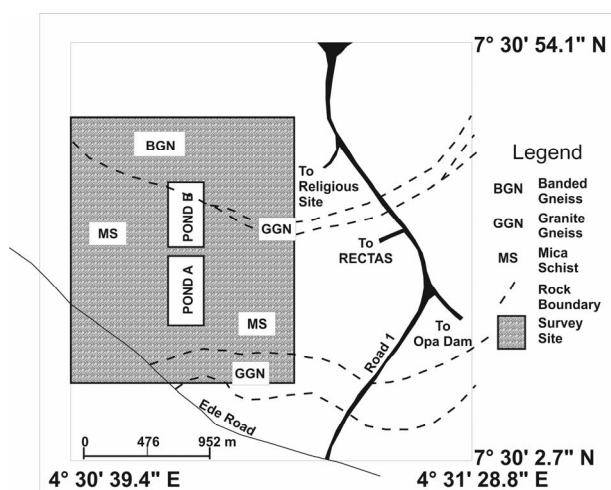 7° 30' 54.1" N
BGN
To
Religious
Site
POND B
GGN
MS
To
RECTAS
POND A
MS
To
Opa Dam
GGN
Road 1
Ede Road
0 476 952 m
7° 30' 2.7" N
4° 30' 39.4" E
4° 31' 28.8" E
Legend
BGN Banded
Gneiss
GGN Granite
Gneiss
MS Mica
Schist
Rock
Boundary
Survey
Site